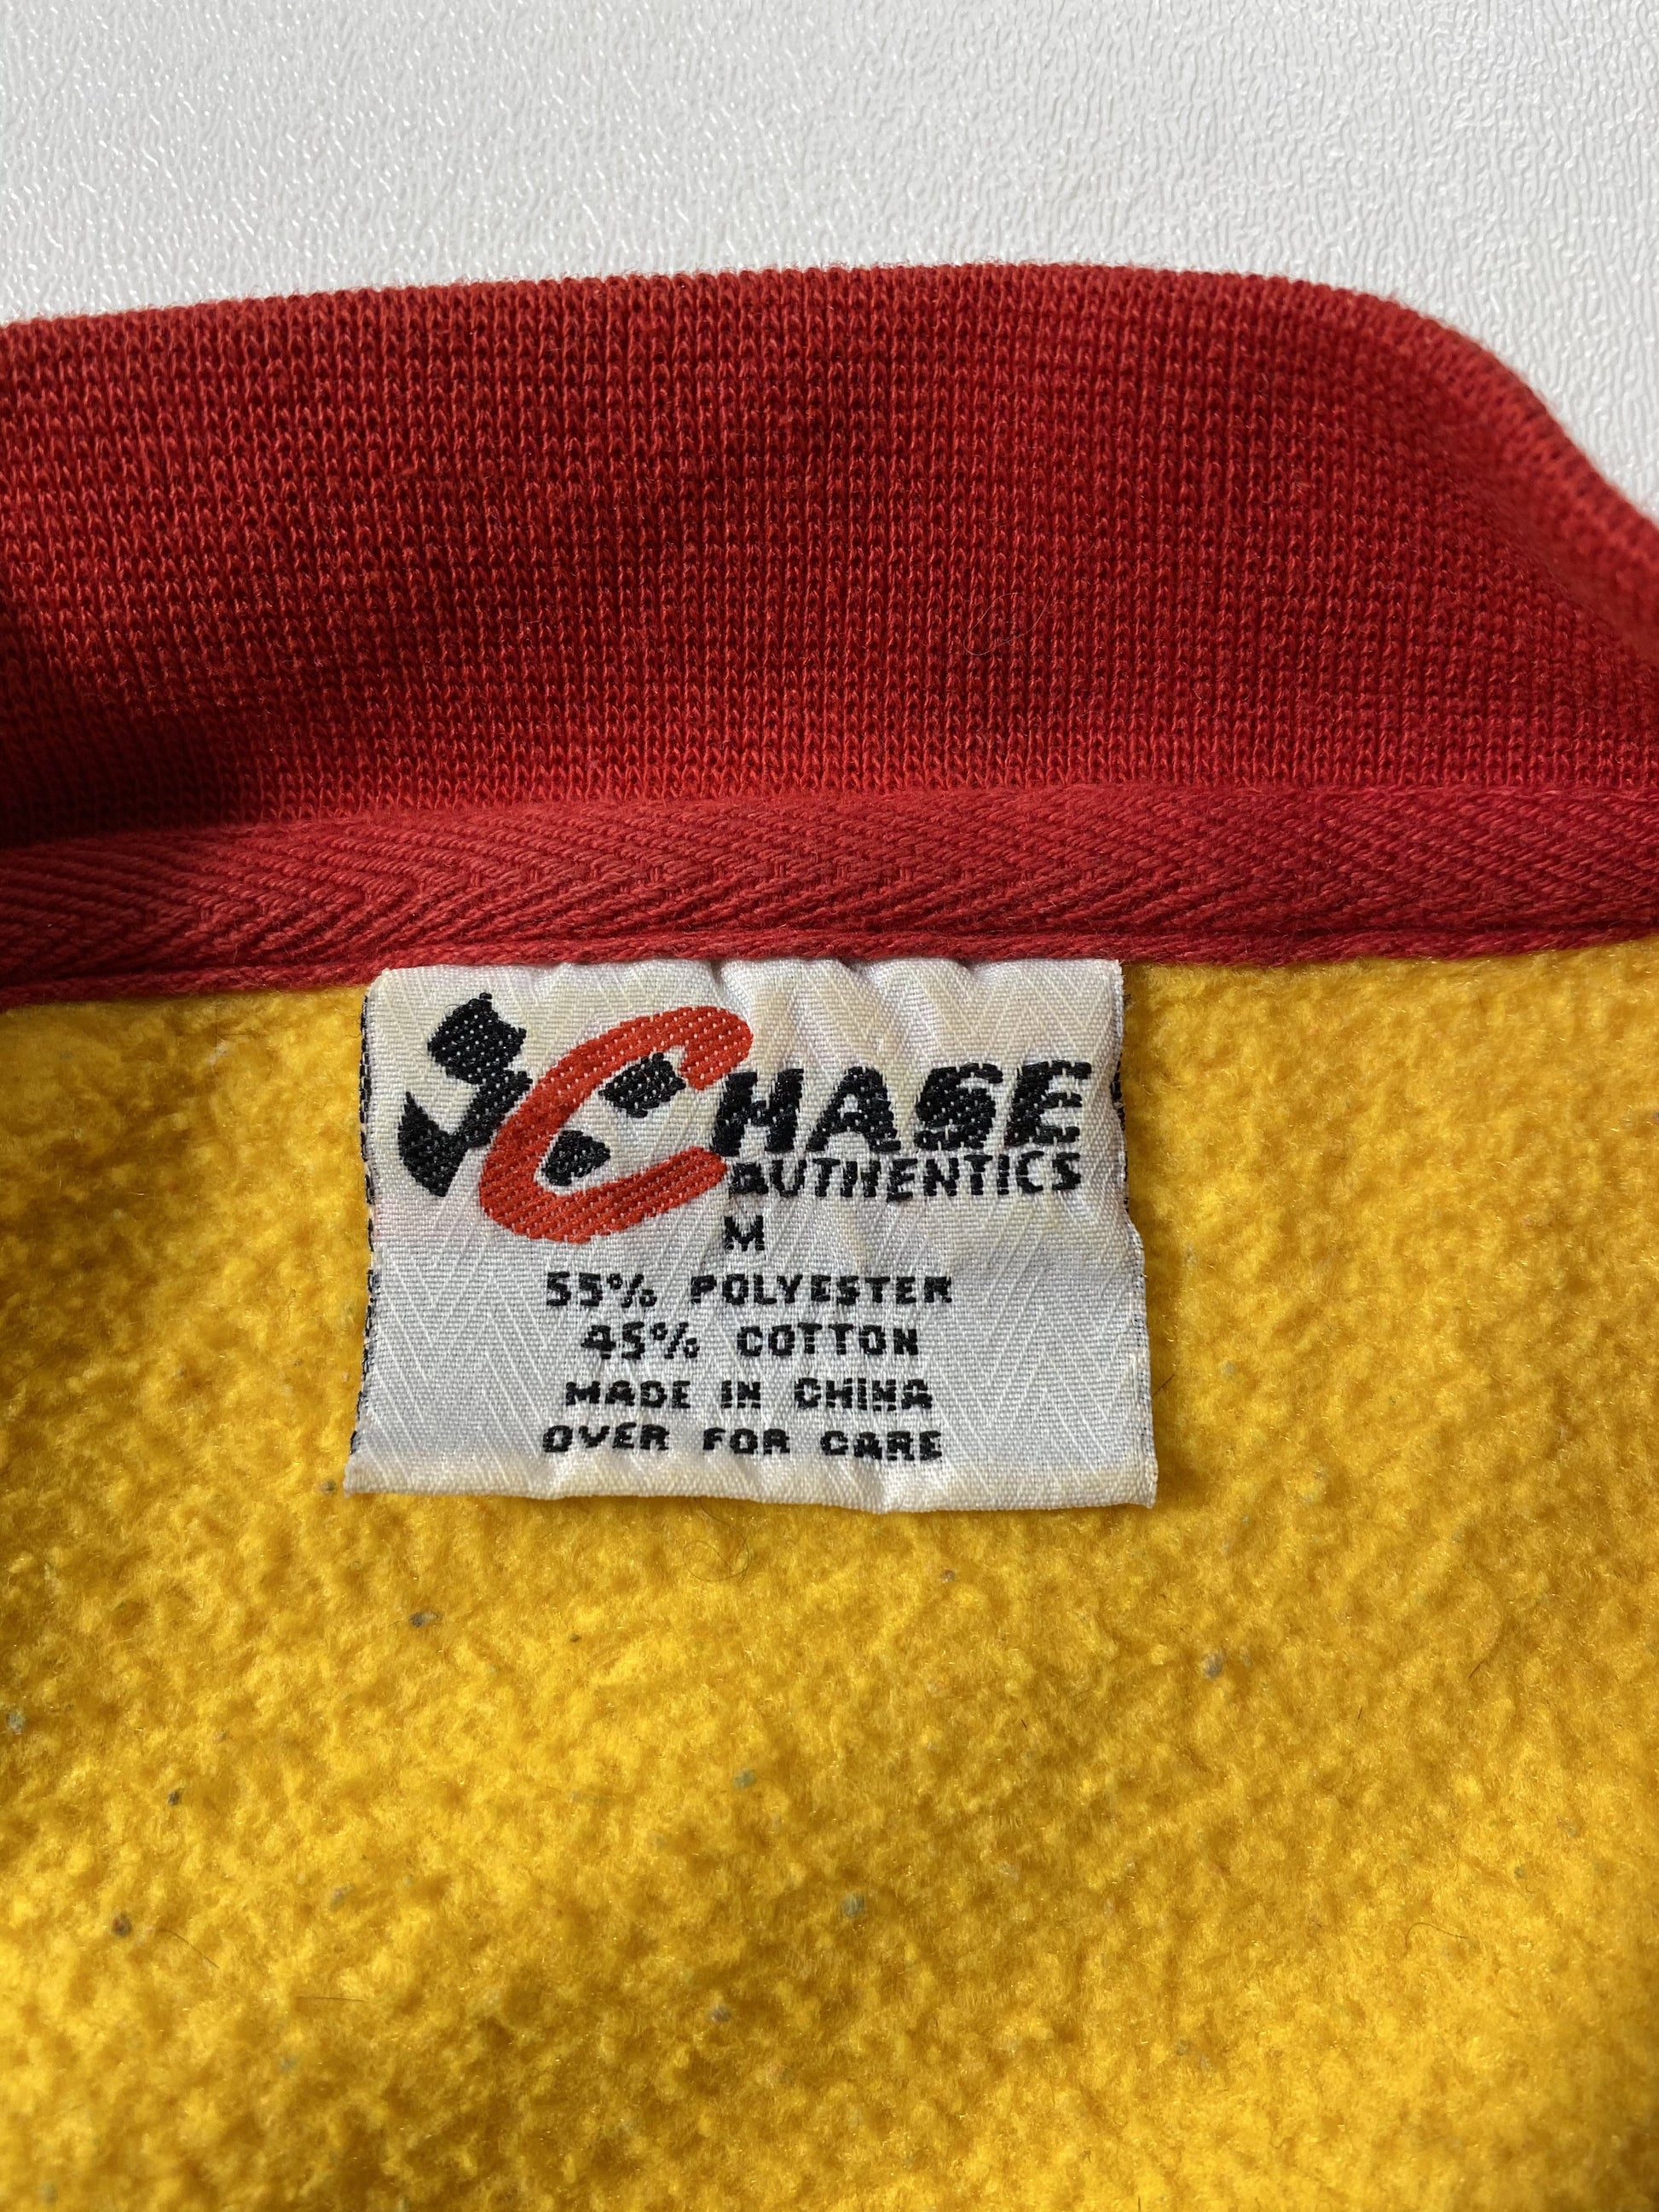 CHASE
AUTHENTICS
M
55% POLYESTER
45% COTTON
MADE IN CHINA
OVER FOR CARE